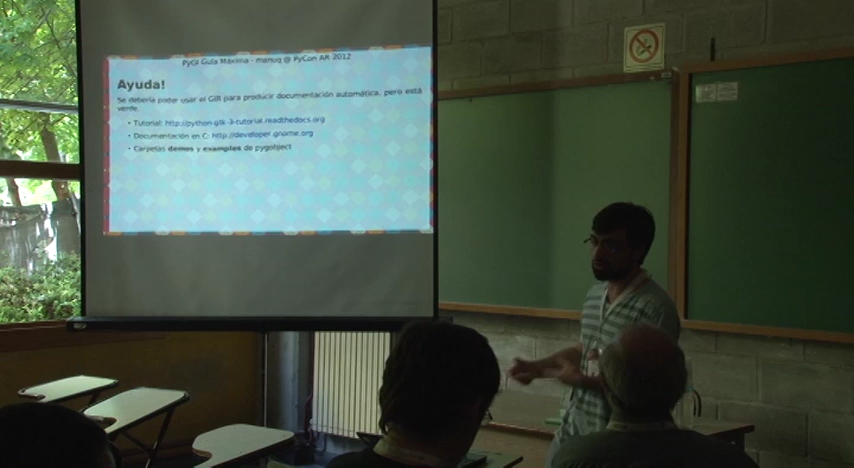 PyGI Guía Máxima - manuq @ PyCon AR 2012
Ayuda!
Se debería poder usar el GIR para producir documentación automática, pero está
verde.
• Tutorial: http://python-gtk-3-tutorial.readthedocs.org
• Documentación en C: http://developer.gnome.org
• Carpetas demos y examples de pygobject